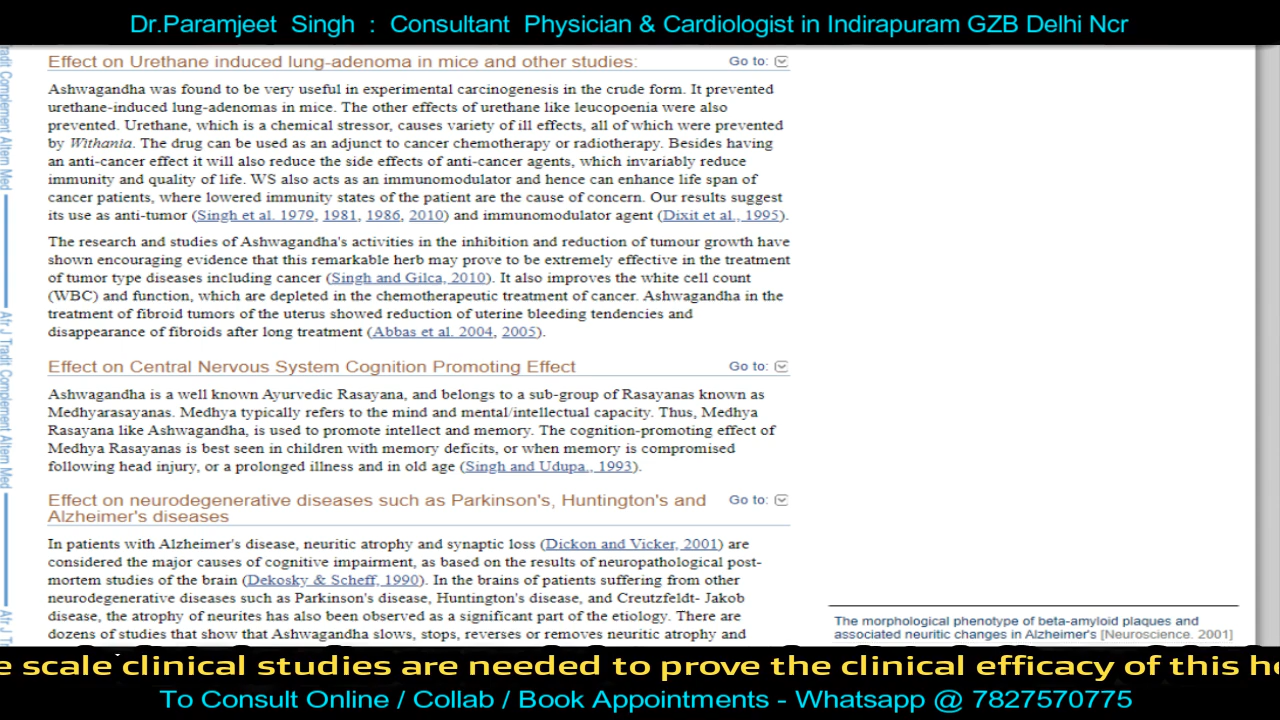 Dr.Paramjeet Singh : Consultant Physician & Cardiologist in Indirapuram GZB Delhi Ncr
Effect on Urethane induced lung-adenoma in mice and other studies:
Go to:
Ashwagandha was found to be very useful in experimental carcinogenesis in the crude form. It prevented
urethane-induced lung-adenomas in mice. The other effects of urethane like leucopoenia were also
prevented. Urethane, which is a chemical stressor, causes variety of ill effects, all of which were prevented
by Withania. The drug can be used as an adjunct to cancer chemotherapy or radiotherapy. Besides having
an anti-cancer effect it will also reduce the side effects of anti-cancer agents, which invariably reduce
immunity and quality of life. WS also acts as an immunomodulator and hence can enhance life span of
cancer patients, where lowered immunity states of the patient are the cause of concern. Our results suggest
its use as anti-tumor (Singh et al. 1979, 1981, 1986, 2010) and immunomodulator agent (Dixit et al., 1995).
The research and studies of Ashwagandha's activities in the inhibition and reduction of tumour growth have
shown encouraging evidence that this remarkable herb may prove to be extremely effective in the treatment
of tumor type diseases including cancer (Singh and Gilca, 2010). It also improves the white cell count
(WBC) and function, which are depleted in the chemotherapeutic treatment of cancer. Ashwagandha in the
treatment of fibroid tumors of the uterus showed reduction of uterine bleeding tendencies and
disappearance of fibroids after long treatment (Abbas et al. 2004, 2005).
Effect on Central Nervous System Cognition Promoting Effect
Go to:
Ashwagandha is a well known Ayurvedic Rasayana, and belongs to a sub-group of Rasayanas known as
Medhyarasayanas. Medhya typically refers to the mind and mental/intellectual capacity. Thus, Medhya
Rasayana like Ashwagandha, is used to promote intellect and memory. The cognition-promoting effect of
Medhya Rasayanas is best seen in children with memory deficits, or when memory is compromised
following head injury, or a prolonged illness and in old age (Singh and Udupa., 1993).
Effect on neurodegenerative diseases such as Parkinson's, Huntington's and
Alzheimer's diseases
Go to:
In patients with Alzheimer's disease, neuritic atrophy and synaptic loss (Dickon and Vicker, 2001) are
considered the major causes of cognitive impairment, as based on the results of neuropathological post-
mortem studies of the brain (Dekosky & Scheff, 1990). In the brains of patients suffering from other
neurodegenerative diseases such as Parkinson's disease, Huntington's disease, and Creutzfeldt- Jakob
disease, the atrophy of neurites has also been observed as a significant part of the etiology. There are
dozens of studies that show that Ashwagandha slows, stops, reverses or removes neuritic atrophy and
The morphological phenotype of beta-amyloid plaques and
associated neuritic changes in Alzheimer's [Neuroscience. 2001]
Tradit Complement Altern Med
Afr J Tradit Complement Altern Med
Afr J Tr
e scale clinical studies are needed to prove the clinical efficacy of this he
To Consult Online / Collab / Book Appointments - Whatsapp @ 7827570775